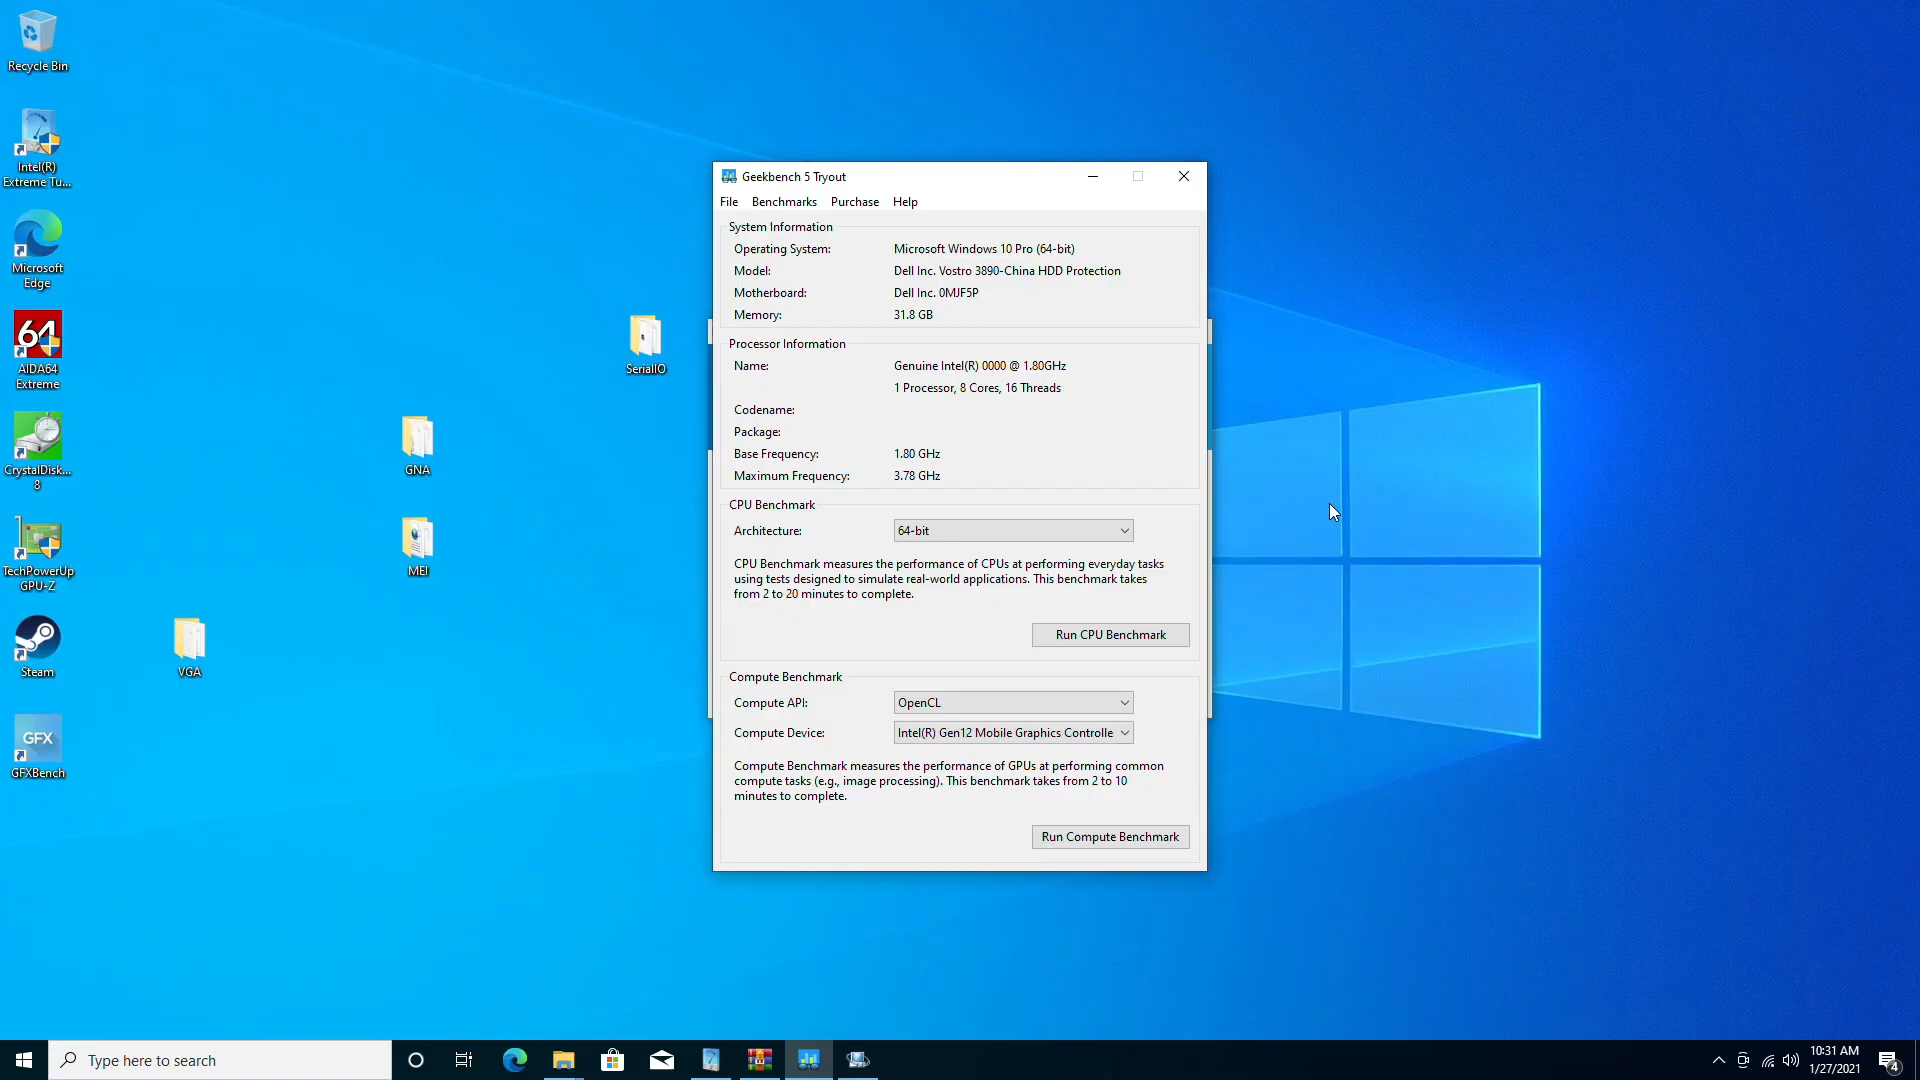 Recycle Bin
Intel(R)
Extreme Tu...
Microsoft
Edge
64
AIDA64
Extreme
CrystalDisk...
8
TechPowerUp
GPU-Z
Steam
GFX
GFXBench
VGA
GNA
MEI
SerialIO
Geekbench 5 Tryout
File Benchmarks Purchase Help
System Information
Operating System: Microsoft Windows 10 Pro (64-bit)
Model: Dell Inc. Vostro 3890-China HDD Protection
Motherboard: Dell Inc. 0MJF5P
Memory: 31.8 GB
Processor Information
Name: Genuine Intel(R) 0000 @ 1.80GHz
1 Processor, 8 Cores, 16 Threads
Codename:
Package:
Base Frequency: 1.80 GHz
Maximum Frequency: 3.78 GHz
CPU Benchmark
Architecture: 64-bit
CPU Benchmark measures the performance of CPUs at performing everyday tasks
using tests designed to simulate real-world applications. This benchmark takes
from 2 to 20 minutes to complete.
Run CPU Benchmark
Compute Benchmark
Compute API: OpenCL
Compute Device: Intel(R) Gen12 Mobile Graphics Controlle
Compute Benchmark measures the performance of GPUs at performing common
compute tasks (e.g., image processing). This benchmark takes from 2 to 10
minutes to complete.
Run Compute Benchmark
Type here to search
10:31 AM
1/27/2021
4